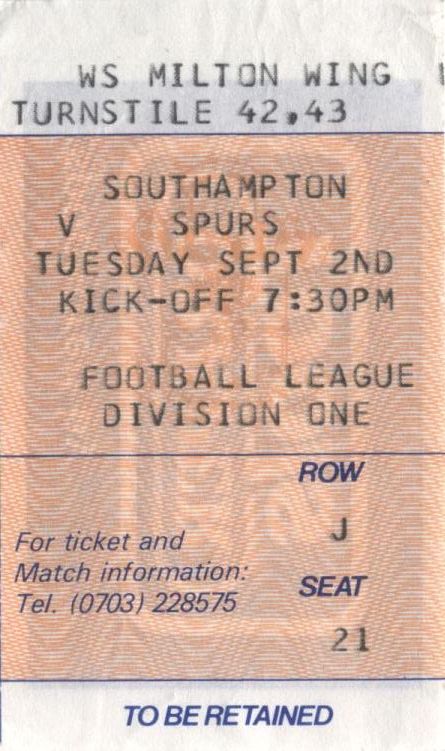 WS MILTON WING
TURNSTILE 42,43
SOUTHAMPTON
V SPURS
TUESDAY SEPT 2ND
KICK-OFF 7:30PM
FOOTBALL LEAGUE
DIVISION ONE
ROW
J
For ticket and
Match information:
Tel. (0703) 228575
SEAT
21
TO BE RETAINED